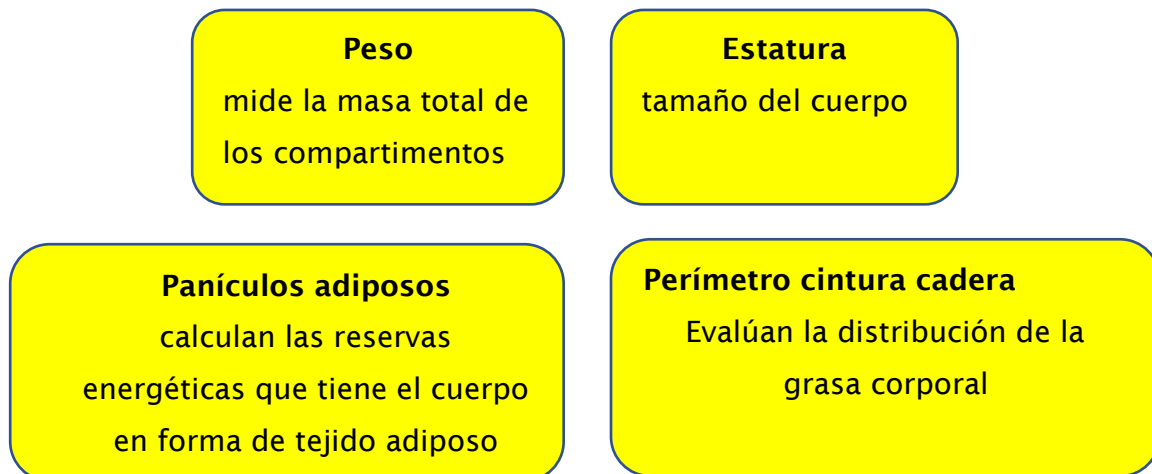 Peso
mide la masa total de
los compartimentos
Estatura
tamaño del cuerpo
Panículos adiposos
calculan las reservas
energéticas que tiene el cuerpo
en forma de tejido adiposo
Perímetro cintura cadera
Evalúan la distribución de la
grasa corporal